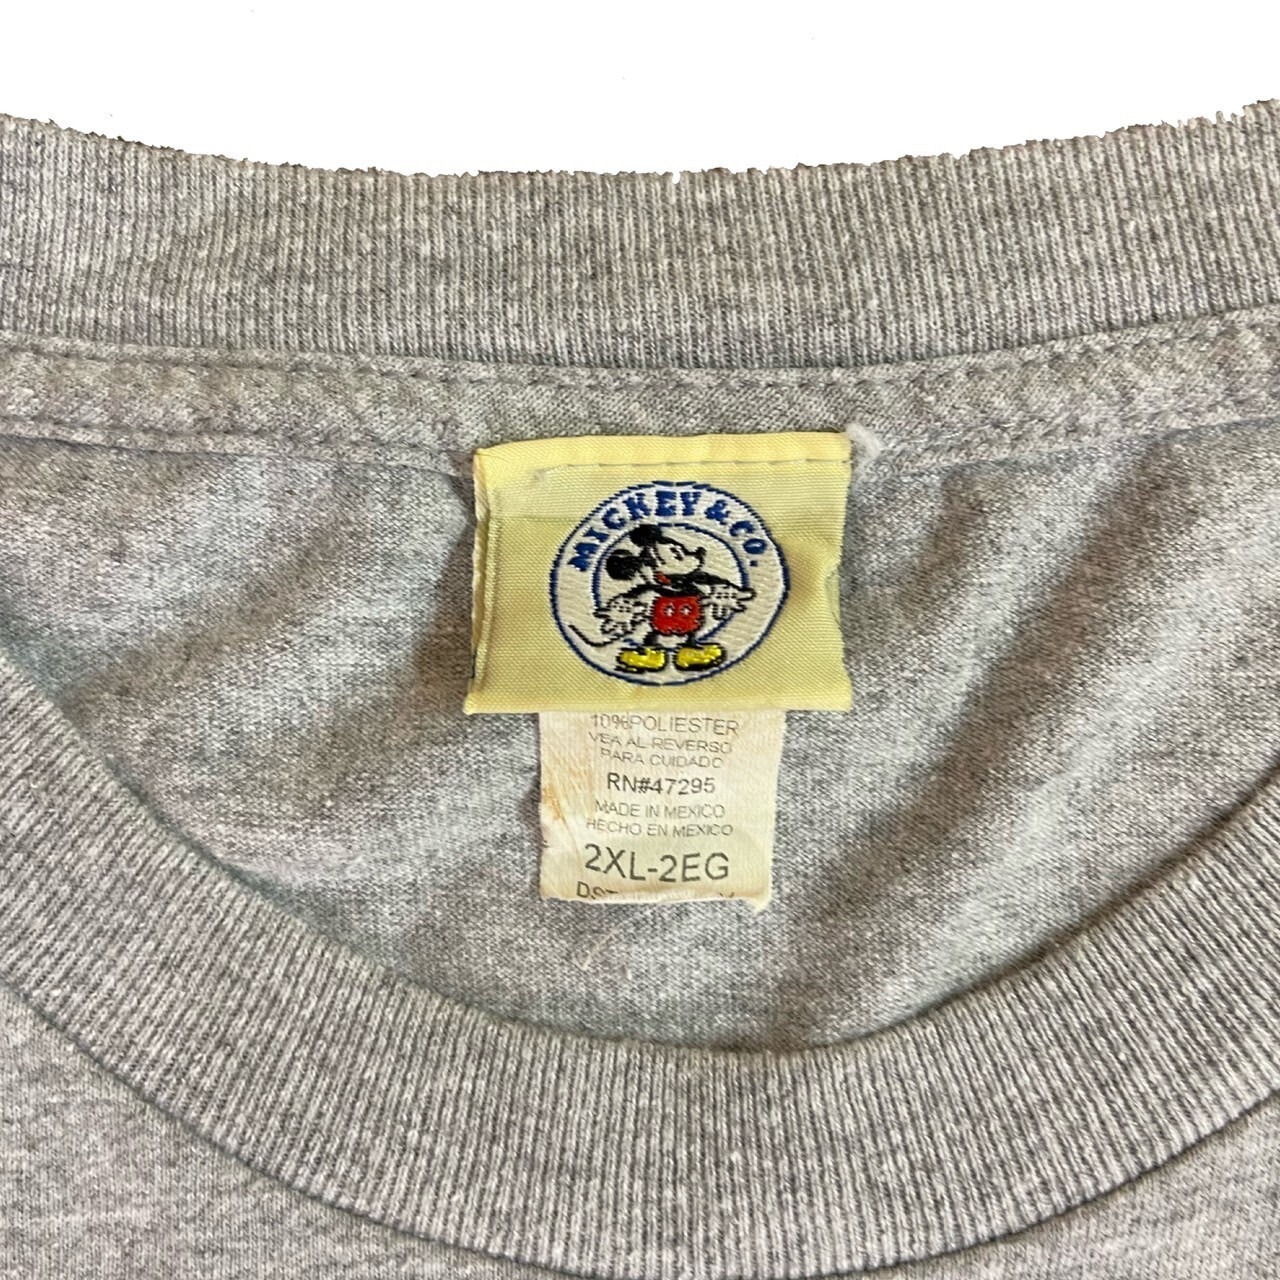 MICKEY & CO.
10%POLIESTER
VEA AL REVERSO
PARA CUIDADO
RN#47295
MADE IN MEXICO
HECHO EN MEXICO
2XL-2EG